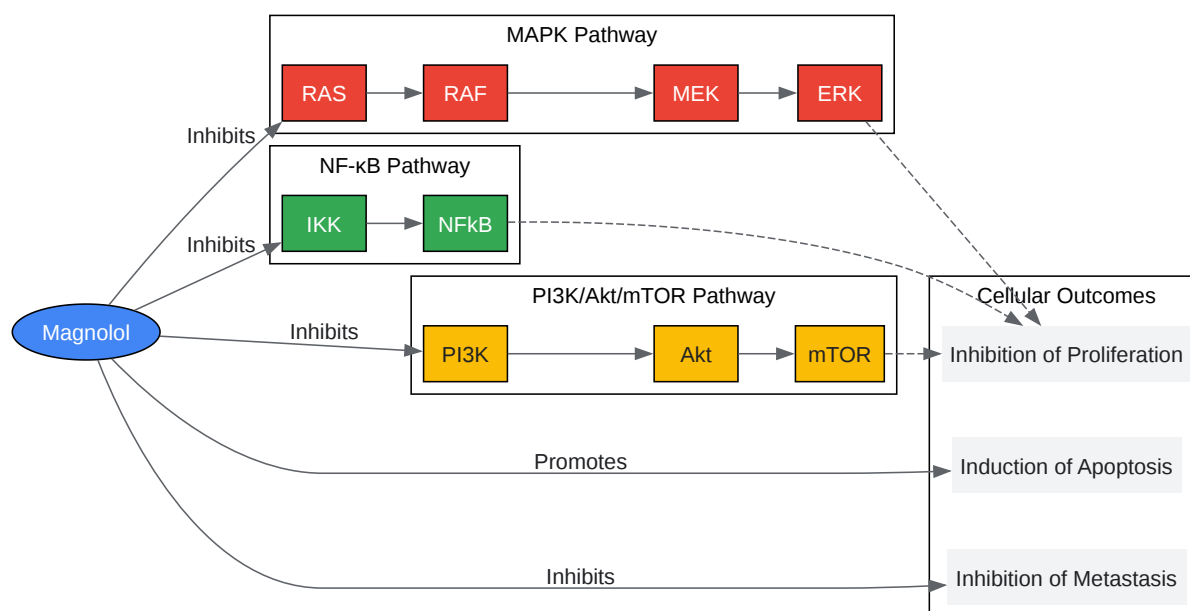 MAPK Pathway
RAS
RAF
MEK
ERK
Inhibits
NF-κB Pathway
IKK
NFkB
Inhibits
PI3K/Akt/mTOR Pathway
Cellular Outcomes
Magnolol
Inhibits
PI3K
Akt
mTOR
Inhibition of Proliferation
Promotes
Induction of Apoptosis
Inhibits
Inhibition of Metastasis